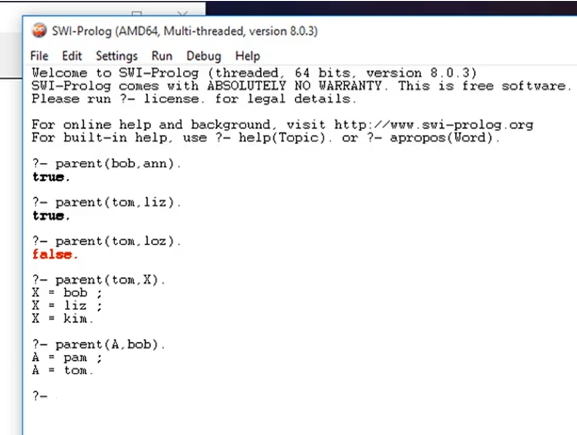 SWI-Prolog (AMD64, Multi-threaded, version 8.0.3)
File Edit Settings Run Debug Help
Welcome to SWI-Prolog (threaded, 64 bits, version 8.0.3)
SWI-Prolog comes with ABSOLUTELY NO WARRANTY. This is free software.
Please run ?- license. for legal details.
For online help and background, visit http://www.swi-prolog.org
For built-in help, use ?- help(Topic). or ?- apropos(Word).
?- parent(bob,ann).
true.
?- parent(tom,liz).
true.
?- parent(tom,loz).
false.
?- parent(tom,X).
X = bob ;
X = liz ;
X = kim.
?- parent(A,bob).
A = pam ;
A = tom.
?-